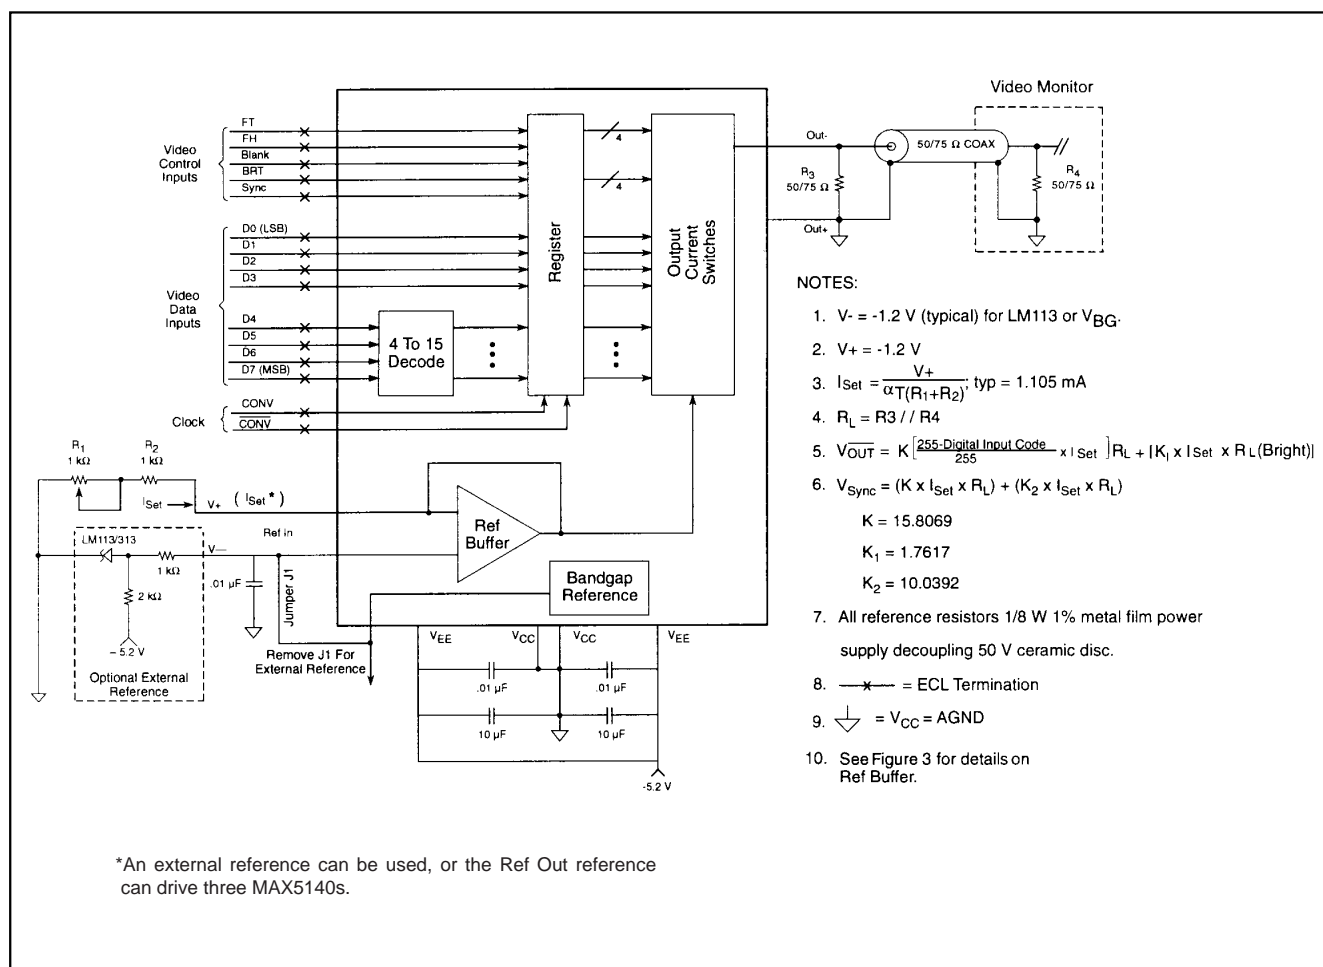 Video Monitor
FT
FH
Blank
BRT
Sync
Video
Control
Inputs
4
4
Out-
50/75 Ω COAX
R3
50/75 Ω
R4
50/75 Ω
Out+
D0 (LSB)
D1
D2
D3
Video
Data
Inputs
D4
D5
D6
D7 (MSB)
4 To 15
Decode
Register
Output
Current
Switches
Clock
CONV
CONV
R1
1 kΩ
R2
1 kΩ
ISet
V+
(ISet*)
LM113/313
V—
Ref In
1 kΩ
2 kΩ
.01 µF
Jumper J1
– 5.2 V
Optional External
Reference
Ref
Buffer
Bandgap
Reference
VEE
VCC
VCC
VEE
Remove J1 For
External Reference
.01 µF
.01 µF
10 µF
10 µF
-5.2 V
NOTES:
1. V- = -1.2 V (typical) for LM113 or VBG.
2. V+ = -1.2 V
3. ISet = V+ / αT(R1+R2); typ = 1.105 mA
4. RL = R3 // R4
5. VOUT = K [ 255-Digital Input Code / 255 x ISet ] RL + |K1 x ISet x RL(Bright)|
6. VSync = (K x ISet x RL) + (K2 x ISet x RL)
K = 15.8069
K1 = 1.7617
K2 = 10.0392
7. All reference resistors 1/8 W 1% metal film power
supply decoupling 50 V ceramic disc.
8. —x— = ECL Termination
9. = VCC = AGND
10. See Figure 3 for details on
Ref Buffer.
*An external reference can be used, or the Ref Out reference
can drive three MAX5140s.